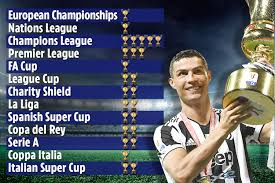 European Championships
Nations League
Champions League
Premier League
FA Cup
League Cup
Charity Shield
La Liga
Spanish Super Cup
Copa del Rey
Serie A
Coppa Italia
Italian Super Cup